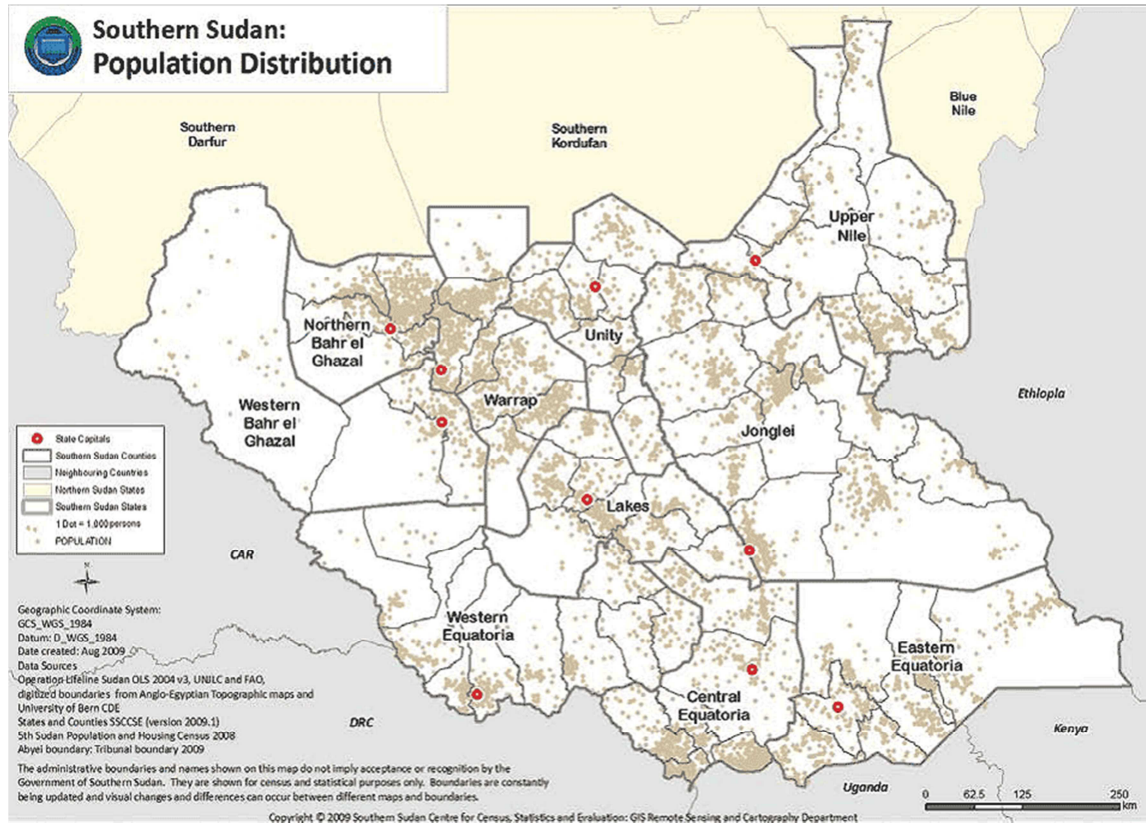 Southern Sudan:
Population Distribution
Southern
Darfur
Southern
Kordufan
Blue
Nile
Upper
Nile
Northern
Bahr el
Ghazal
Unity
Warrap
Western
Bahr el
Ghazal
Jonglei
Ethiopia
Lakes
State Capitals
Southern Sudan Counties
Neighbouring Countries
Northern Sudan States
Southern Sudan States
1 Dot = 1,000 persons
POPULATION
CAR
N
Western
Equatoria
Eastern
Equatoria
Central
Equatoria
DRC
Kenya
Uganda
Geographic Coordinate System:
GCS_WGS_1984
Datum: D_WGS_1984
Date created: Aug 2009
Data Sources
Operation Lifeline Sudan OLS 2004 v3, UNJLC and FAO,
digitized boundaries from Anglo-Egyptian Topographic maps and
University of Bern CDE
States and Counties SSCCSE (version 2009.1)
5th Sudan Population and Housing Census 2008
Abyei boundary: Tribunal boundary 2009
The administrative boundaries and names shown on this map do not imply acceptance or recognition by the
Government of Southern Sudan. They are shown for census and statistical purposes only. Boundaries are constantly
being updated and visual changes and differences can occur between different maps and boundaries.
0 62.5 125 250
km
Copyright © 2009 Southern Sudan Centre for Census, Statistics and Evaluation: GIS Remote Sensing and Cartography Department